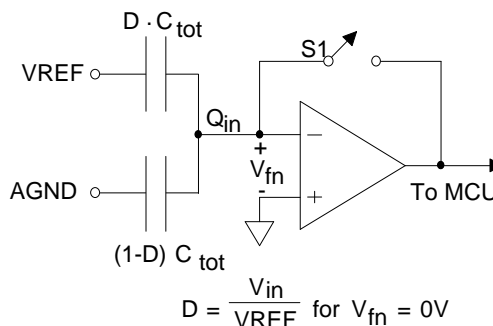 D · C tot
VREF
S1
Q in
+
V fn
-
−
+
AGND
To MCU
(1-D) C tot
D = V in / VREF for V fn = 0V